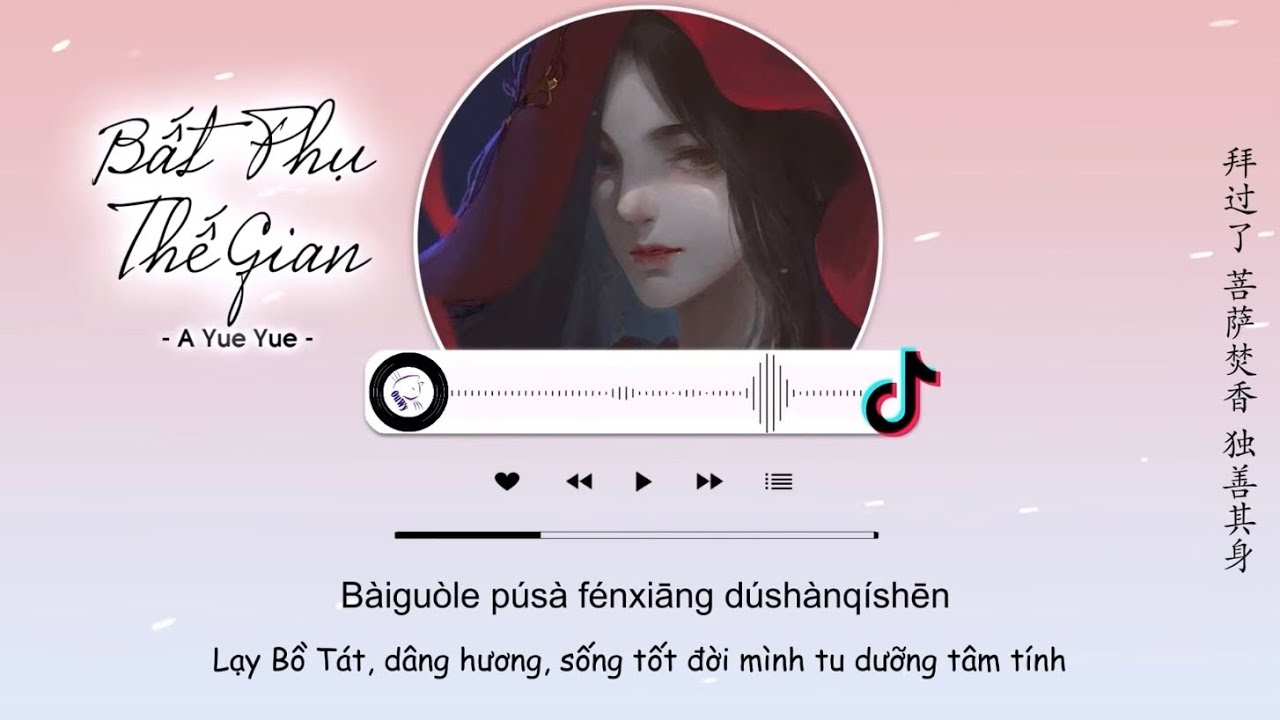 Bất Phụ
Thế Gian
- A Yue Yue -
拜过了 菩萨焚香 独善其身
Bàiguòle púsà fénxiāng dúshànqíshēn
Lạy Bồ Tát, dâng hương, sống tốt đời mình tu dưỡng tâm tính